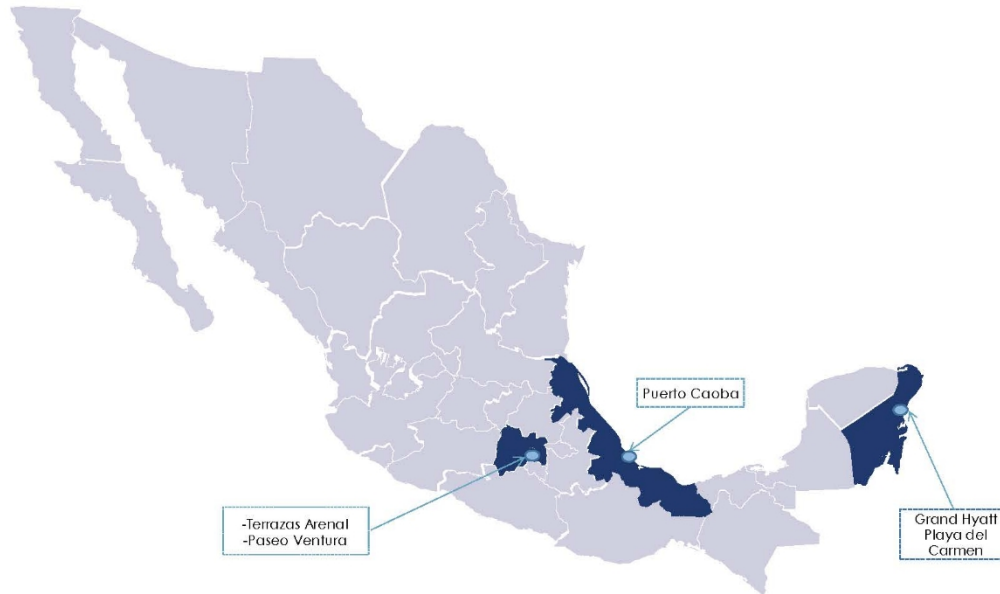 Puerto Caoba
-Terrazas Arenal
-Paseo Ventura
Grand Hyatt
Playa del
Carmen